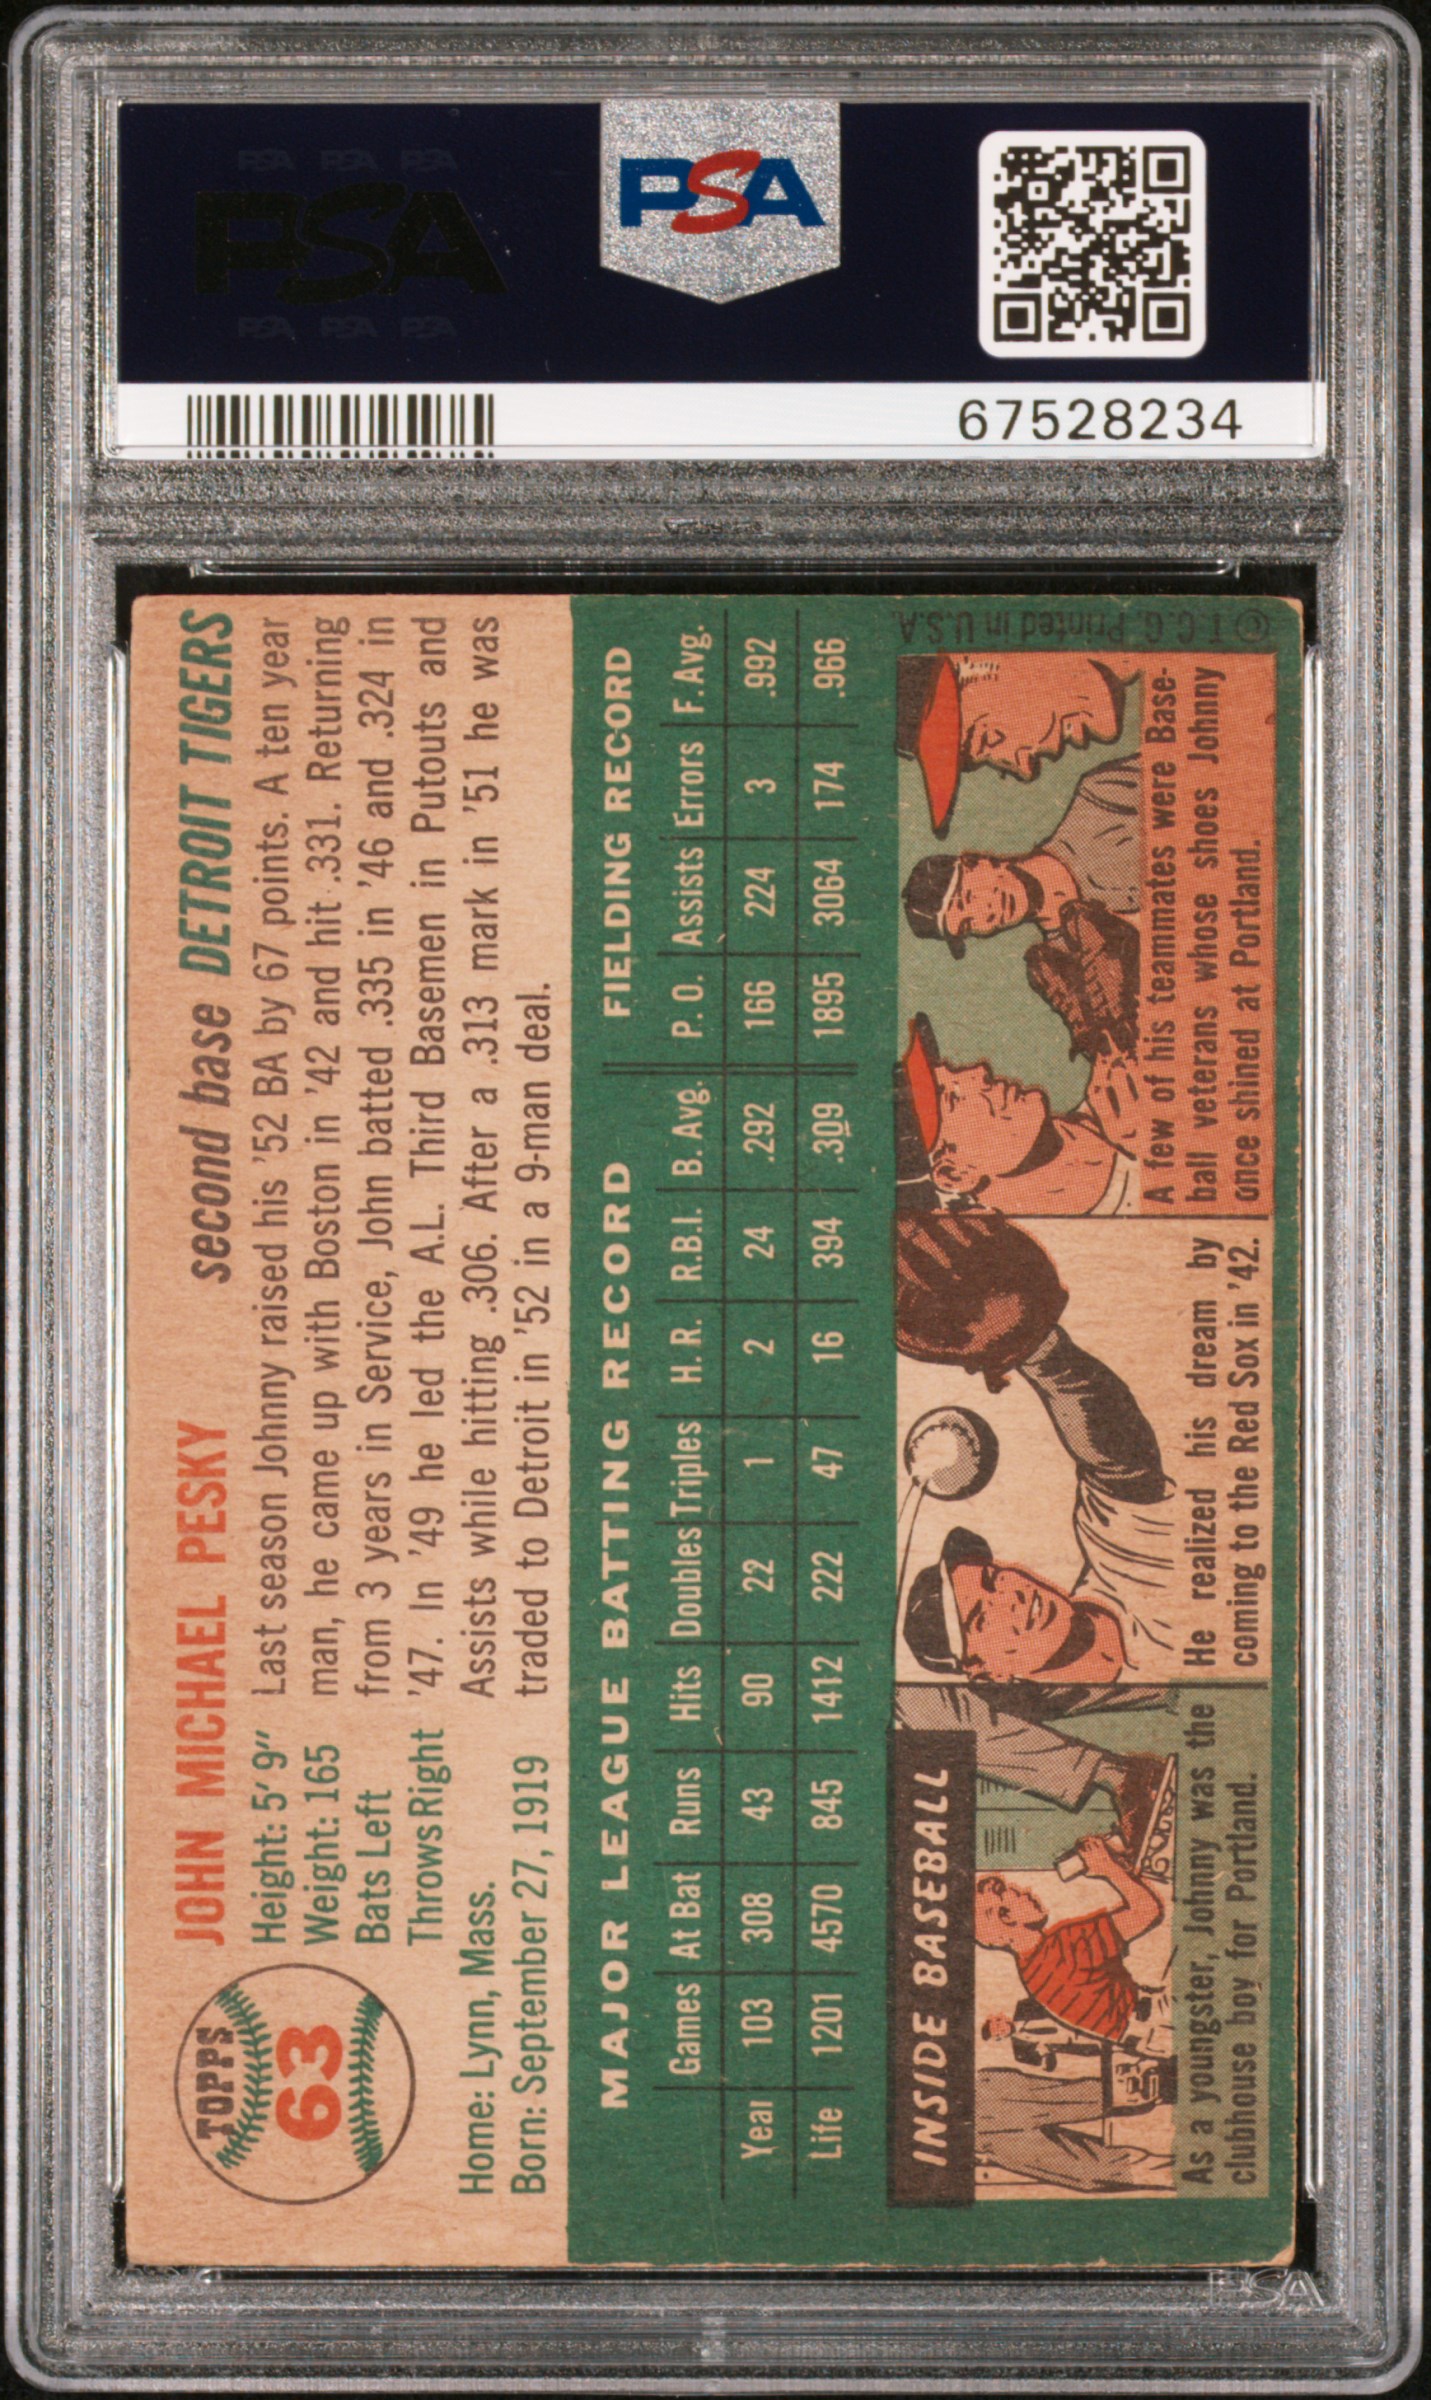 PSA PSA PSA
PSA
PSA PSA PSA
PSA
67528234
TOPPS
63
JOHN MICHAEL PESKY second base DETROIT TIGERS
Height: 5' 9"
Weight: 165
Bats Left
Throws Right
Home: Lynn, Mass.
Born: September 27, 1919
Last season Johnny raised his '52 BA by 67 points. A ten year
man, he came up with Boston in '42 and hit .331. Returning
from 3 years in Service, John batted .335 in '46 and .324 in
'47. In '49 he led the A.L. Third Basemen in Putouts and
Assists while hitting .306. After a .313 mark in '51 he was
traded to Detroit in '52 in a 9-man deal.
MAJOR LEAGUE BATTING RECORD FIELDING RECORD
Games At Bat Runs Hits Doubles Triples H. R. R.B.I. B. Avg. P. O. Assists Errors F. Avg.
Year 103 308 43 90 22 1 2 24 .292 166 224 3 .992
Life 1201 4570 845 1412 222 47 16 394 .309 1895 3064 174 .966
INSIDE BASEBALL
As a youngster, Johnny was the
clubhouse boy for Portland.
He realized his dream by
coming to the Red Sox in '42.
A few of his teammates were Base-
ball veterans whose shoes Johnny
once shined at Portland.
© T.C.G. Printed in U.S.A.
PSA